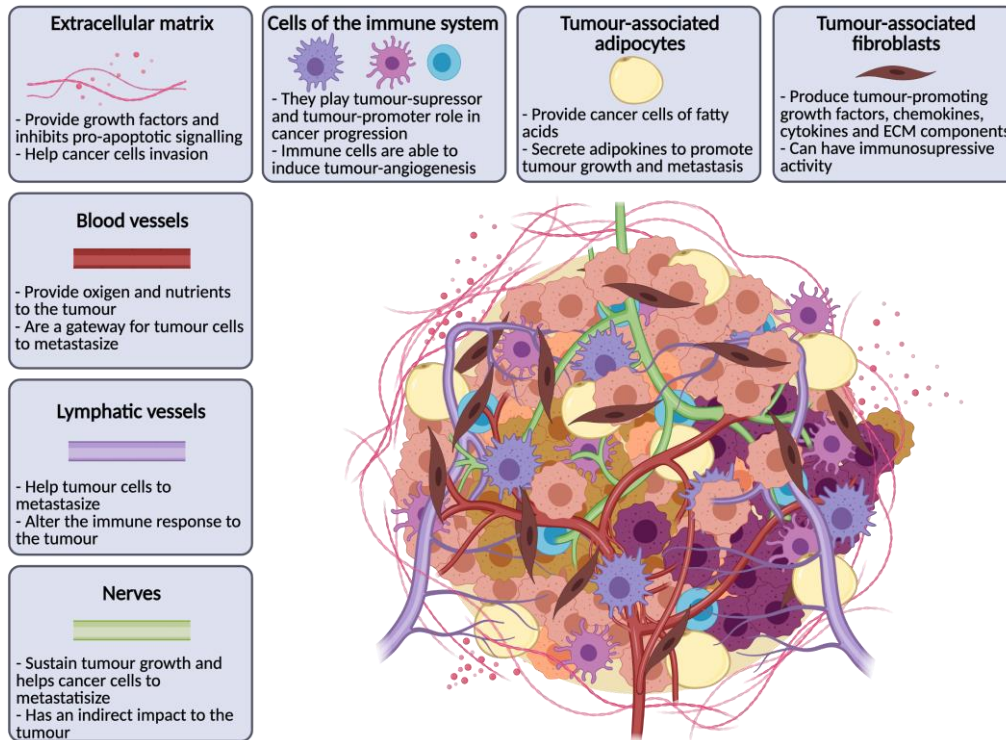 Extracellular matrix
- Provide growth factors and
inhibits pro-apoptotic signalling
- Help cancer cells invasion
Cells of the immune system
- They play tumour-supressor
and tumour-promoter role in
cancer progression
- Immune cells are able to
induce tumour-angiogenesis
Tumour-associated
adipocytes
- Provide cancer cells of fatty
acids
- Secrete adipokines to promote
tumour growth and metastasis
Tumour-associated
fibroblasts
- Produce tumour-promoting
growth factors, chemokines,
cytokines and ECM components
- Can have immunosupressive
activity
Blood vessels
- Provide oxigen and nutrients
to the tumour
- Are a gateway for tumour cells
to metastasize
Lymphatic vessels
- Help tumour cells to
metastasize
- Alter the immune response to
the tumour
Nerves
- Sustain tumour growth and
helps cancer cells to
metastatisize
- Has an indirect impact to the
tumour